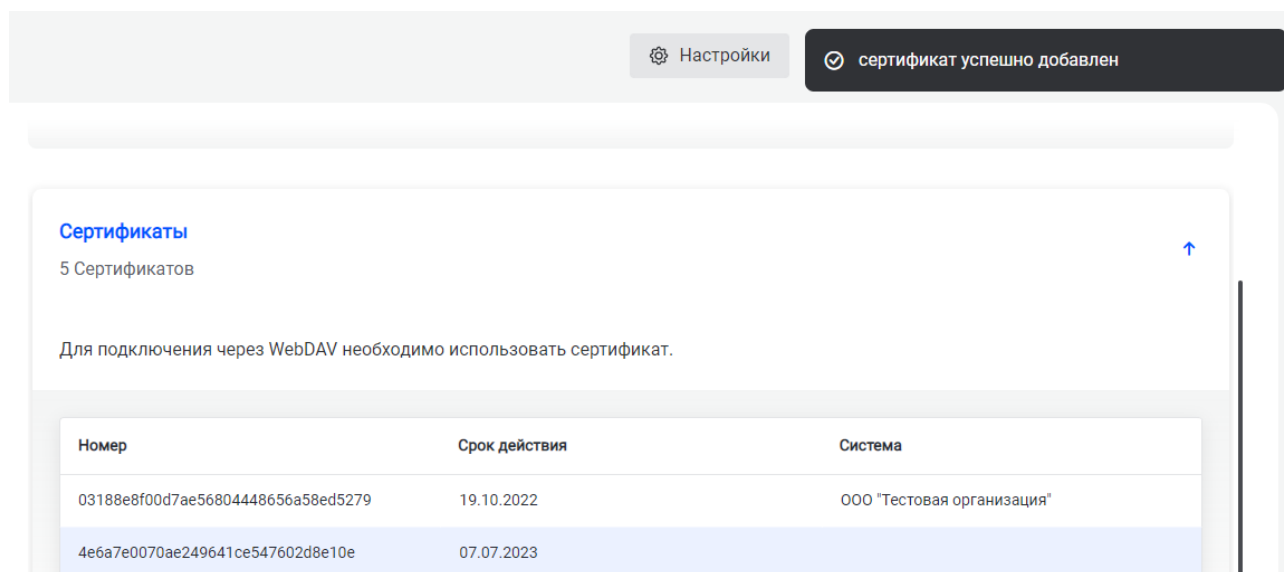 Настройки
сертификат успешно добавлен
Сертификаты
5 Сертификатов
Для подключения через WebDAV необходимо использовать сертификат.
Номер Срок действия Система
03188e8f00d7ae56804448656a58ed5279 19.10.2022 ООО "Тестовая организация"
4e6a7e0070ae249641ce547602d8e10e 07.07.2023